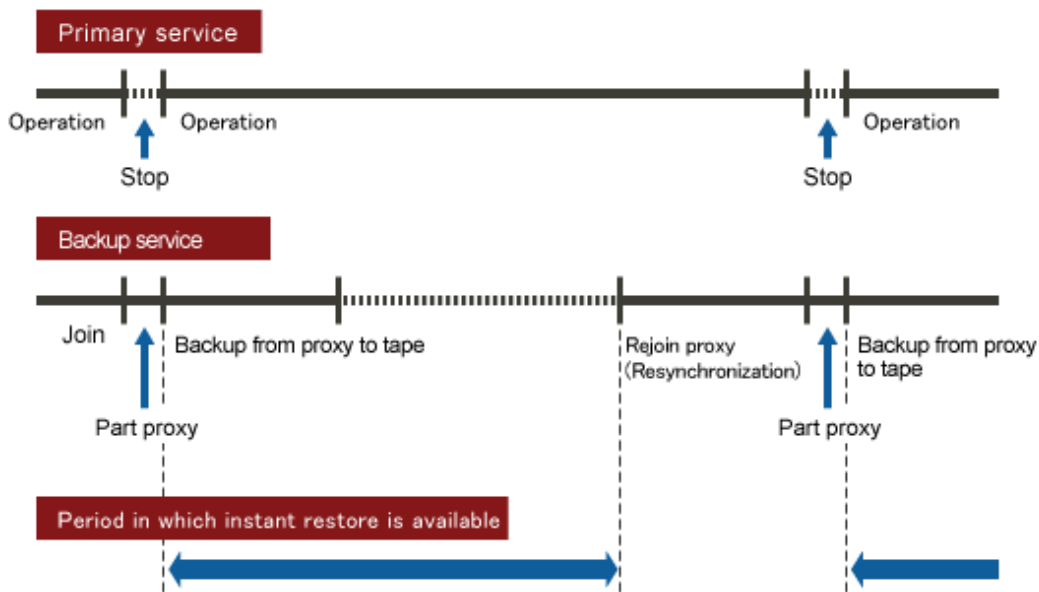 Primary service
Operation
Operation
Operation
Stop
Stop
Backup service
Join
Backup from proxy to tape
Rejoin proxy
(Resynchronization)
Backup from proxy
to tape
Part proxy
Part proxy
Period in which instant restore is available